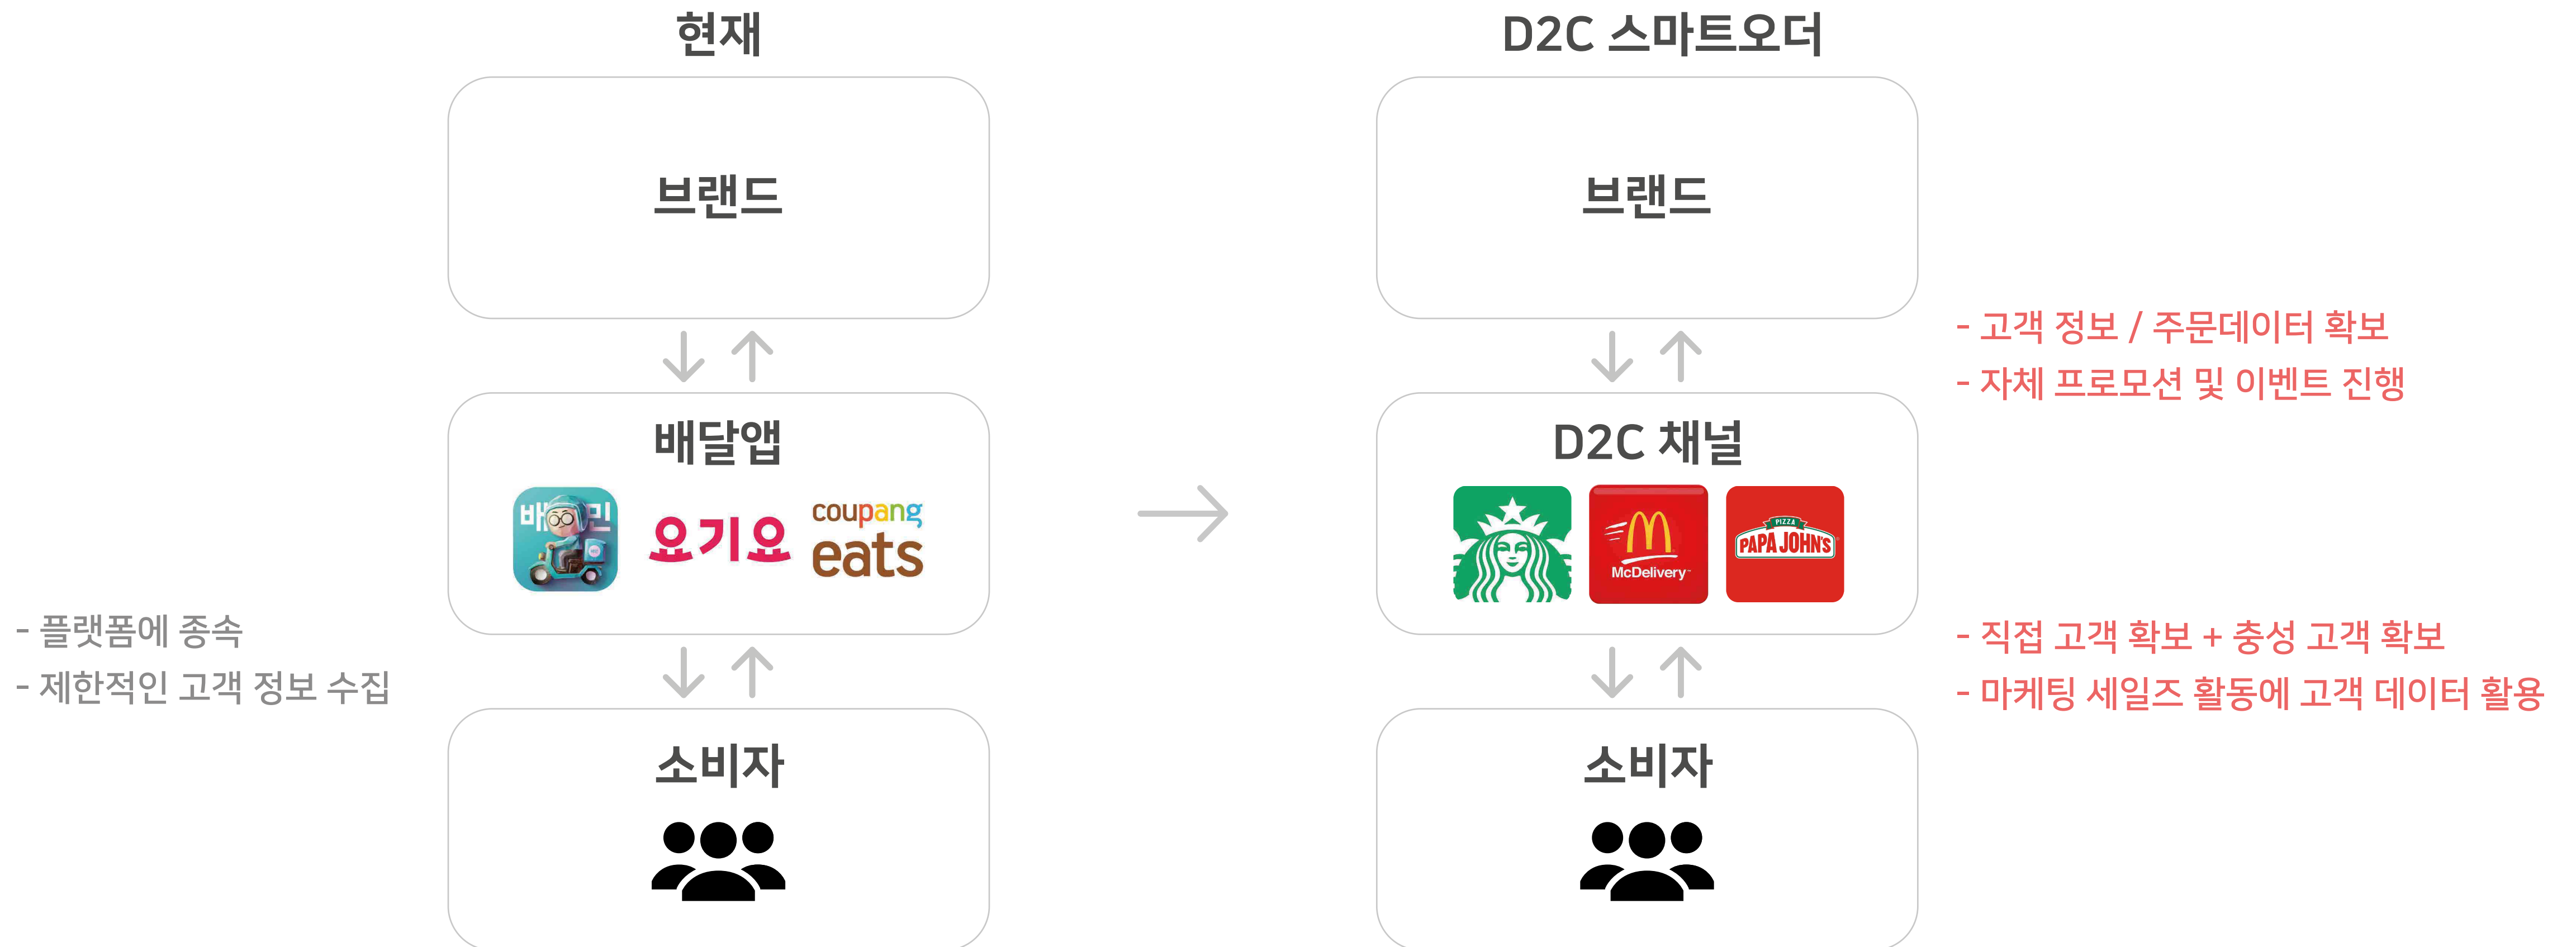 현재
브랜드
배달앱
요기요
coupang
eats
- 플랫폼에 종속
- 제한적인 고객 정보 수집
소비자
D2C 스마트오더
브랜드
- 고객 정보 / 주문데이터 확보
- 자체 프로모션 및 이벤트 진행
D2C 채널
McDelivery
PIZZA
PAPA JOHN'S
- 직접 고객 확보 + 충성 고객 확보
- 마케팅 세일즈 활동에 고객 데이터 활용
소비자